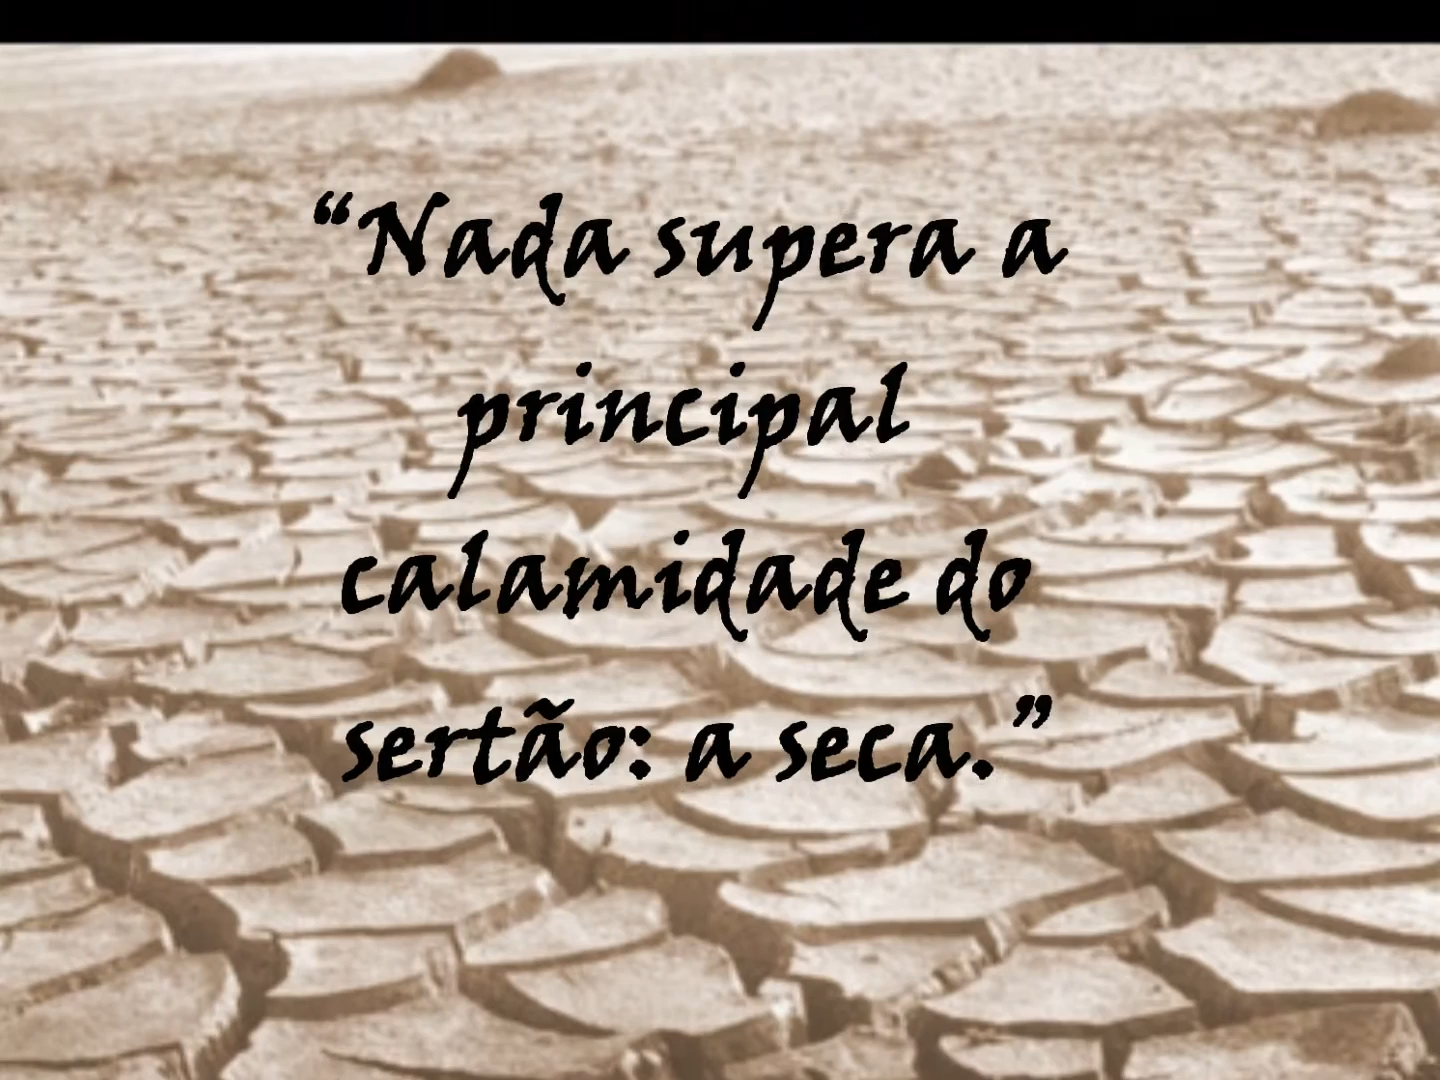 “Nada supera a
principal
calamidade do
sertão: a seca.”